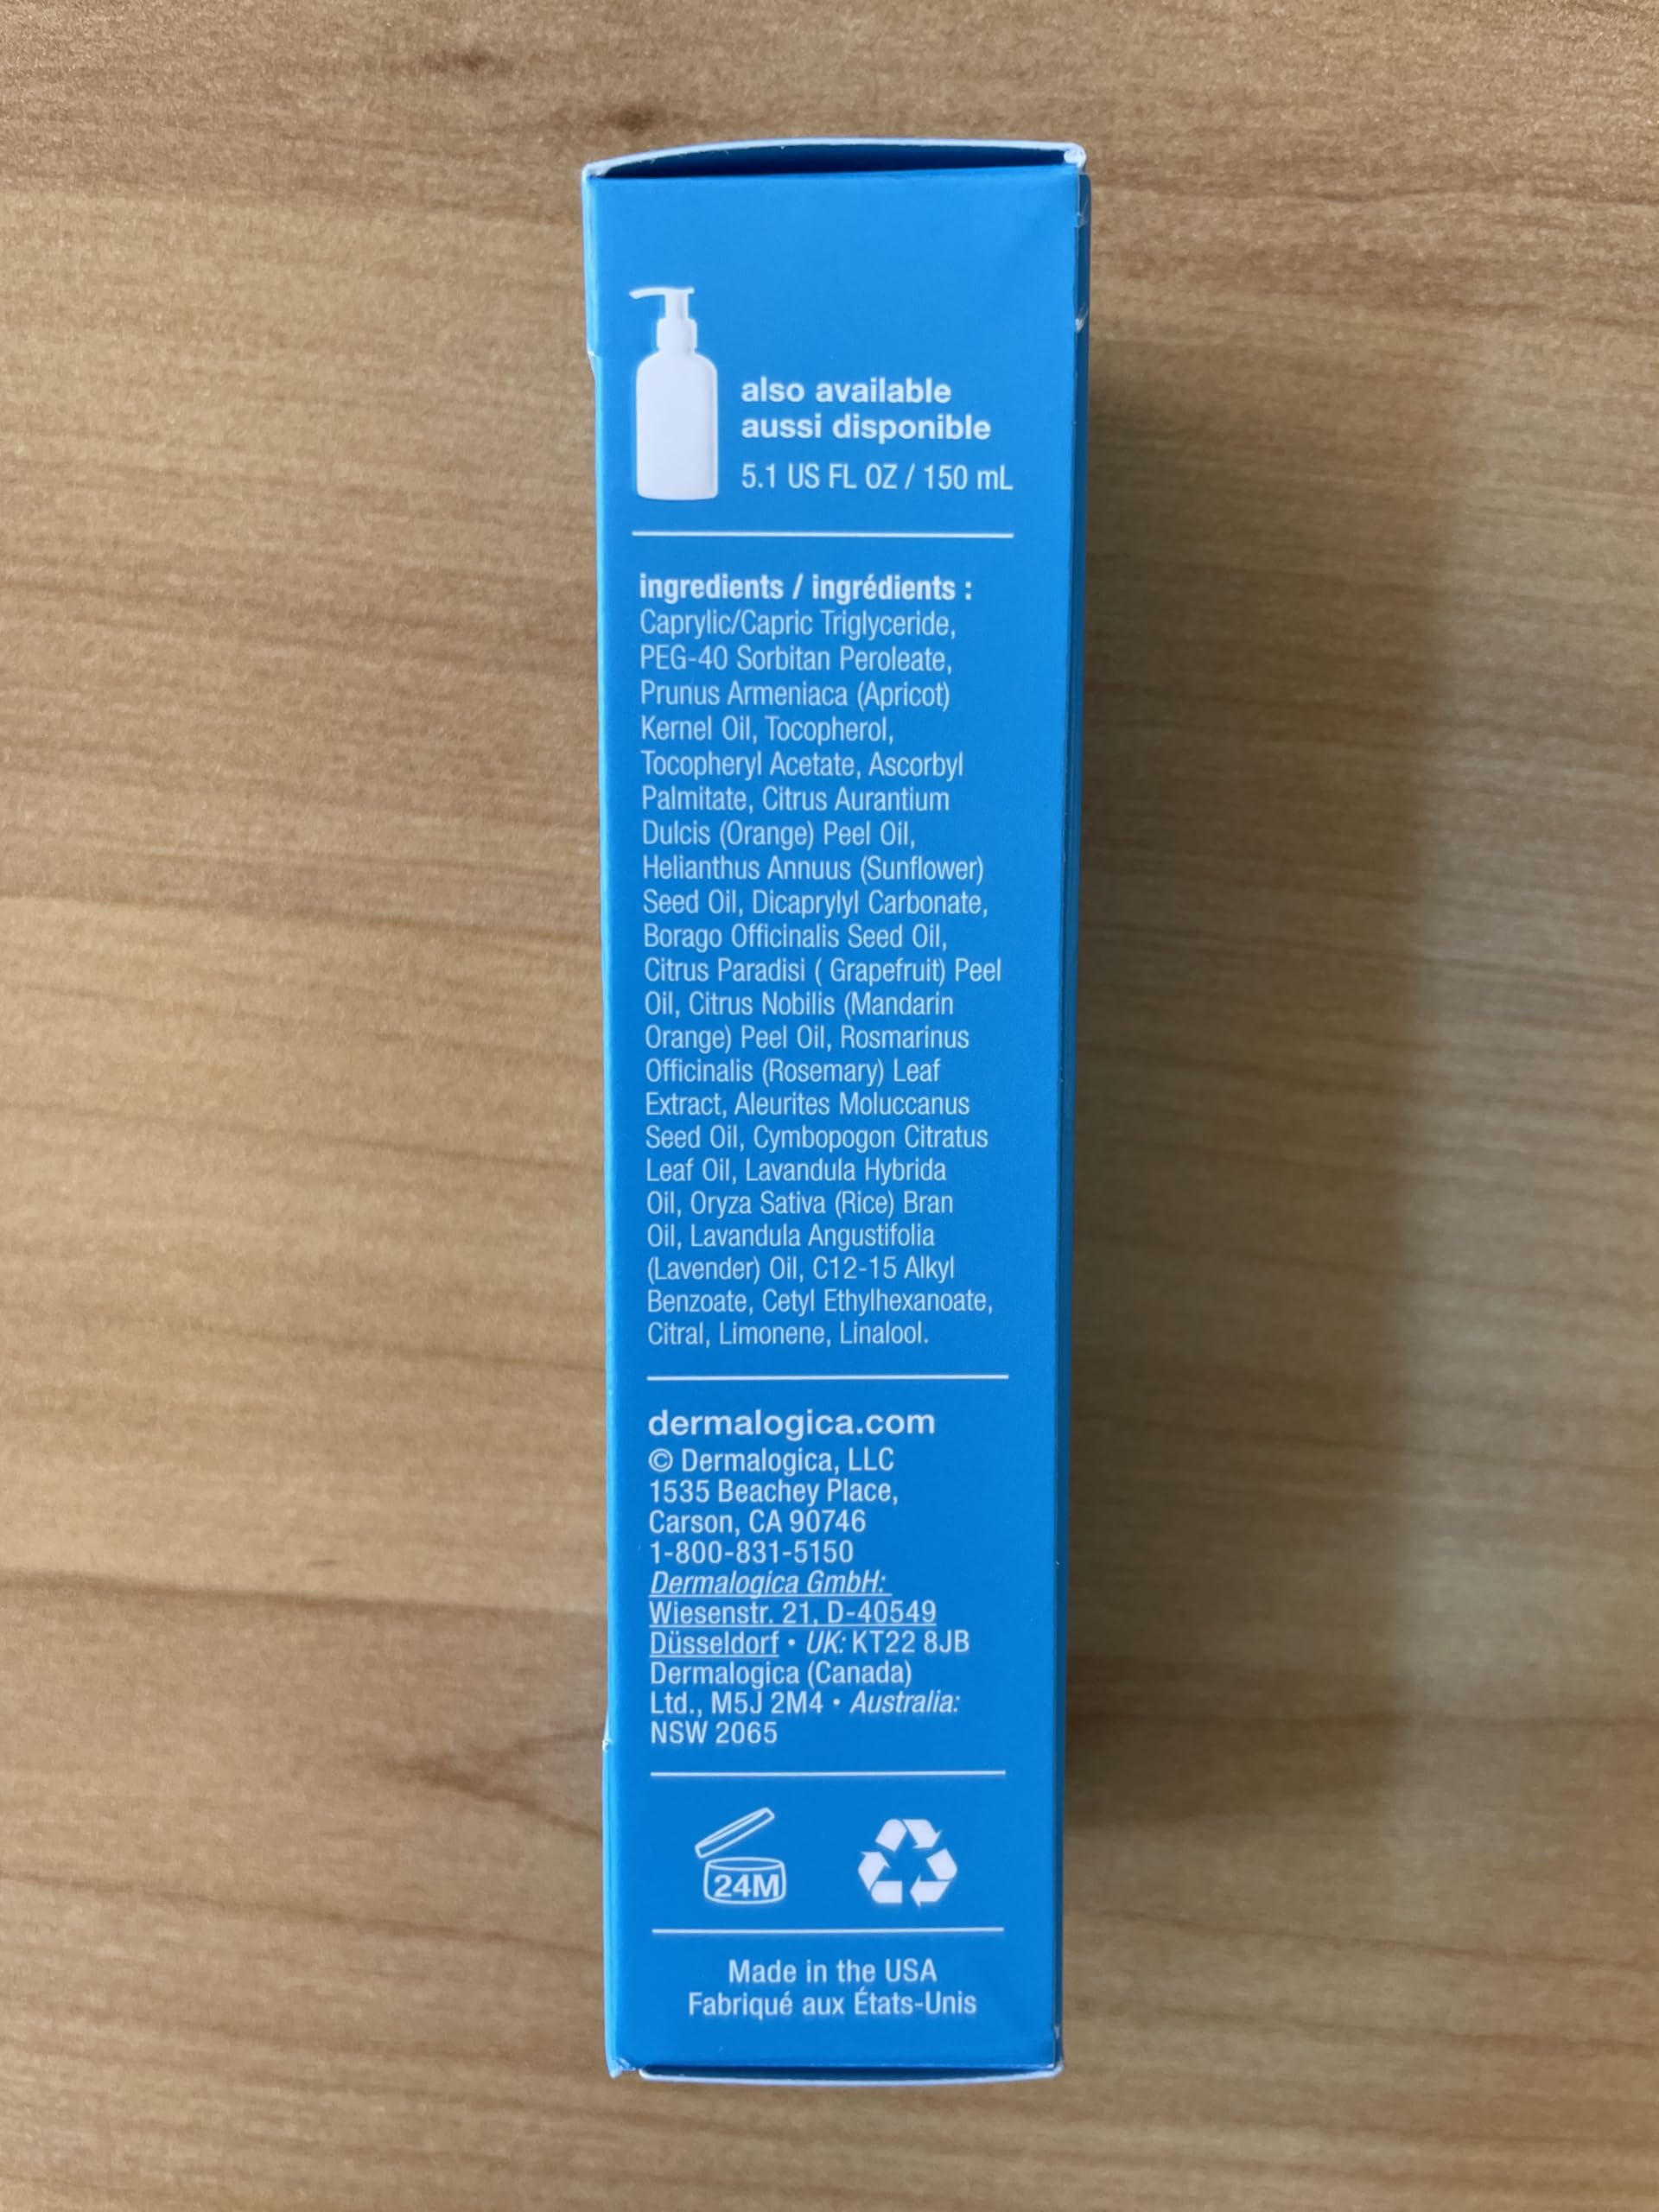 also available
aussi disponible
5.1 US FL OZ / 150 mL
ingredients / ingrédients :
Caprylic/Capric Triglyceride,
PEG-40 Sorbitan Peroleate,
Prunus Armeniaca (Apricot)
Kernel Oil, Tocopherol,
Tocopheryl Acetate, Ascorbyl
Palmitate, Citrus Aurantium
Dulcis (Orange) Peel Oil,
Helianthus Annuus (Sunflower)
Seed Oil, Dicaprylyl Carbonate,
Borago Officinalis Seed Oil,
Citrus Paradisi ( Grapefruit) Peel
Oil, Citrus Nobilis (Mandarin
Orange) Peel Oil, Rosmarinus
Officinalis (Rosemary) Leaf
Extract, Aleurites Moluccanus
Seed Oil, Cymbopogon Citratus
Leaf Oil, Lavandula Hybrida
Oil, Oryza Sativa (Rice) Bran
Oil, Lavandula Angustifolia
(Lavender) Oil, C12-15 Alkyl
Benzoate, Cetyl Ethylhexanoate,
Citral, Limonene, Linalool.
dermalogica.com
© Dermalogica, LLC
1535 Beachey Place,
Carson, CA 90746
1-800-831-5150
Dermalogica GmbH:
Wiesenstr. 21, D-40549
Düsseldorf • UK: KT22 8JB
Dermalogica (Canada)
Ltd., M5J 2M4 • Australia:
NSW 2065
24M
Made in the USA
Fabriqué aux États-Unis